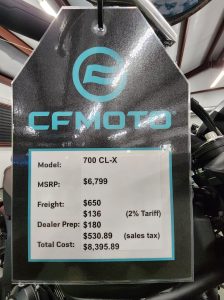 CFMOTO
Model: 700 CL-X
MSRP: $6,799
Freight: $650
$136 (2% Tariff)
Dealer Prep: $180
$530.89 (sales tax)
Total Cost: $8,395.89